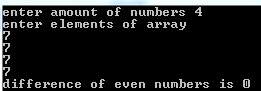 enter amount of numbers 4
enter elements of array
7
7
7
7
difference of even numbers is 0